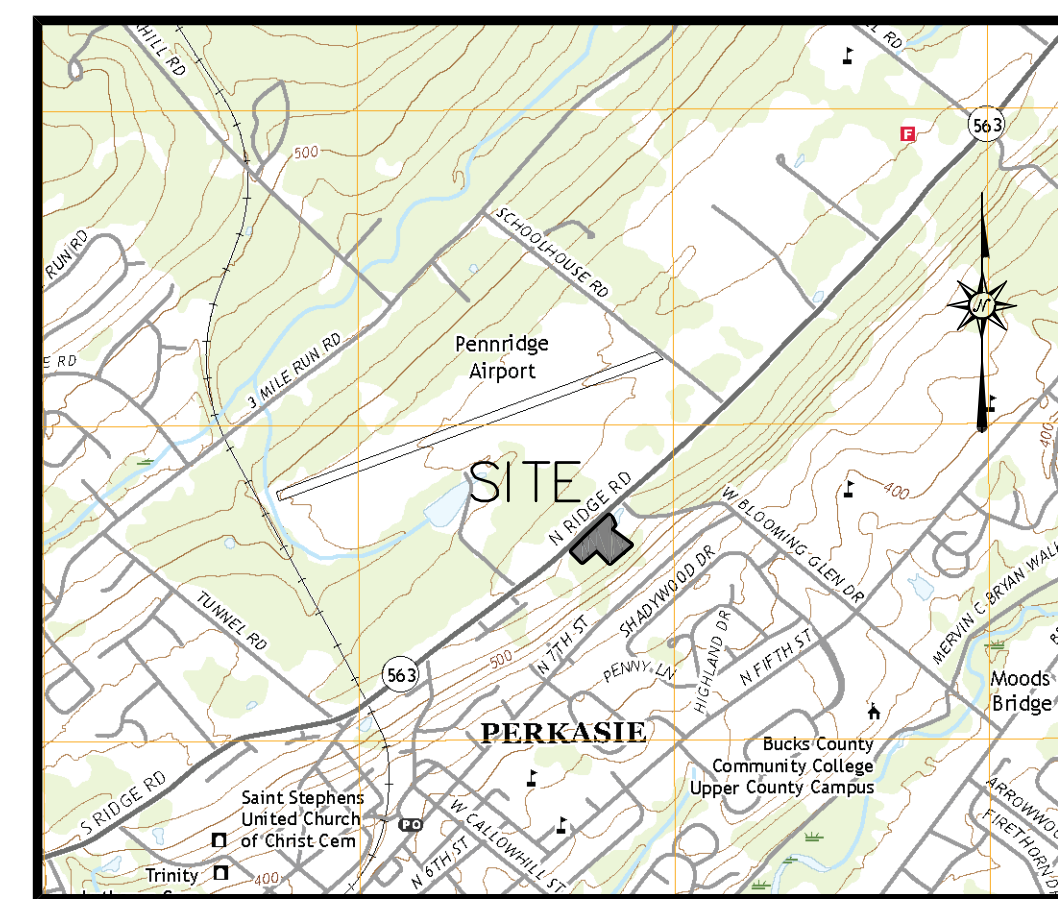 HILL RD
L RD
563
500
RUN RD
SCHOOLHOUSE RD
N
E RD
3 MILE RUN RD
Pennridge
Airport
F
400
SITE
N RIDGE RD
400
W BLOOMING GLEN DR
SHADYWOOD DR
TUNNEL RD
N 7TH ST
HIGHLAND DR
N FIFTH ST
MERVIN C BRYAN WAL
500
PENNY LN
563
Moods
Bridge
PERKASIE
Bucks County
Community College
Upper County Campus
S RIDGE RD
Saint Stephens
United Church
of Christ Cem
PO
W CALLOWHILL ST
N 6TH ST
ARROWWOO
FIRETHORN D
Trinity
400